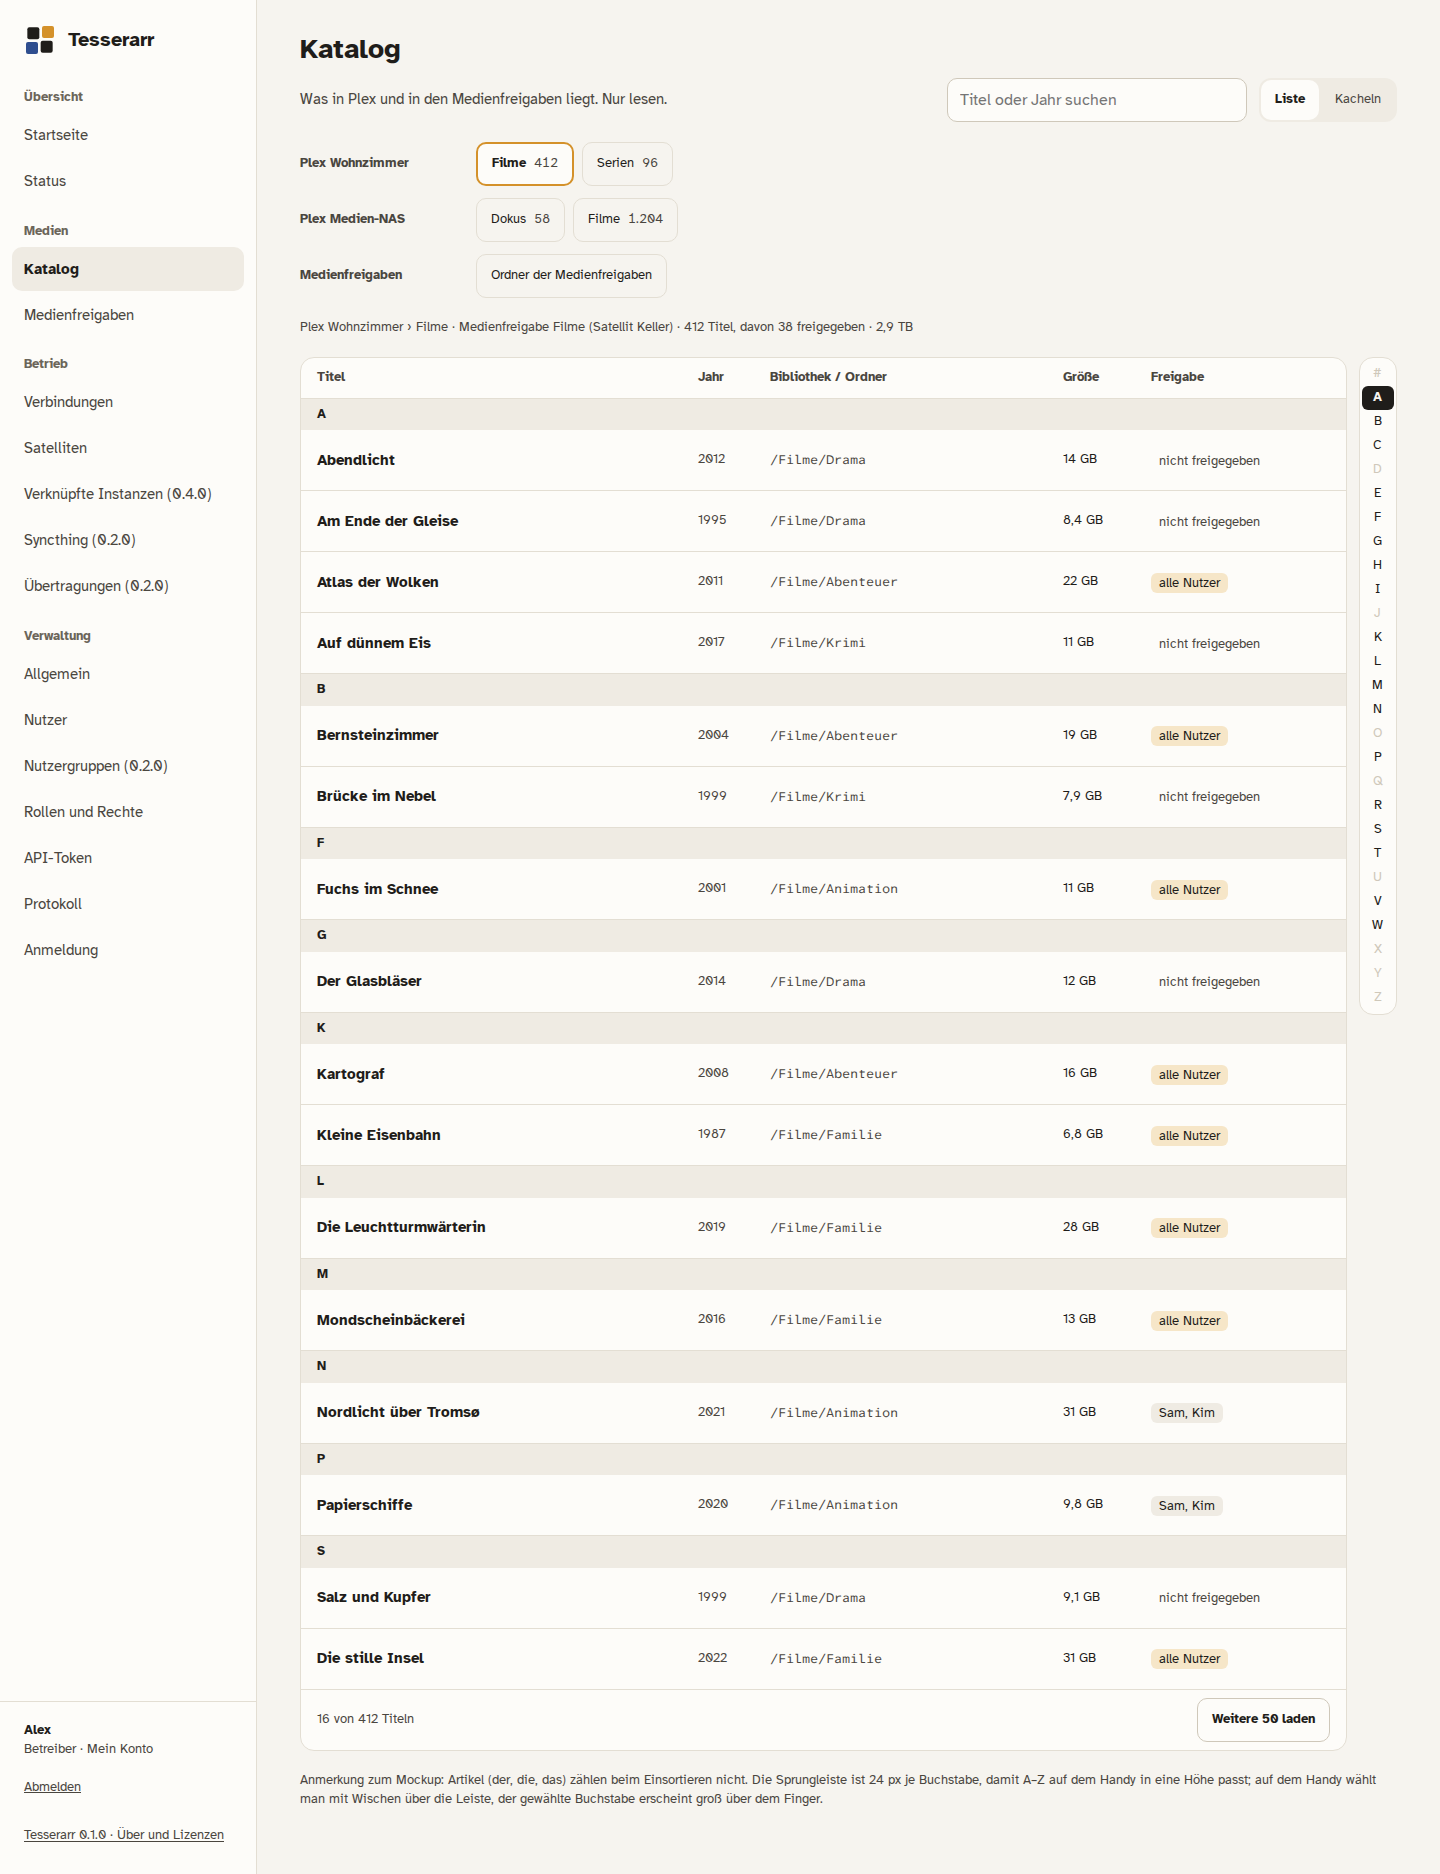 Tesserarr
Übersicht
Startseite
Status
Medien
Katalog
Medienfreigaben
Betrieb
Verbindungen
Satelliten
Verknüpfte Instanzen (0.4.0)
Syncthing (0.2.0)
Übertragungen (0.2.0)
Verwaltung
Allgemein
Nutzer
Nutzergruppen (0.2.0)
Rollen und Rechte
API-Token
Protokoll
Anmeldung
Alex
Betreiber · Mein Konto
Abmelden
Tesserarr 0.1.0 · Über und Lizenzen
Katalog
Was in Plex und in den Medienfreigaben liegt. Nur lesen.
Titel oder Jahr suchen
Liste Kacheln
Plex Wohnzimmer Filme 412 Serien 96
Plex Medien-NAS Dokus 58 Filme 1.204
Medienfreigaben Ordner der Medienfreigaben
Plex Wohnzimmer › Filme · Medienfreigabe Filme (Satellit Keller) · 412 Titel, davon 38 freigegeben · 2,9 TB
Titel Jahr Bibliothek / Ordner Größe Freigabe
A
Abendlicht 2012 /Filme/Drama 14 GB nicht freigegeben
Am Ende der Gleise 1995 /Filme/Drama 8,4 GB nicht freigegeben
Atlas der Wolken 2011 /Filme/Abenteuer 22 GB alle Nutzer
Auf dünnem Eis 2017 /Filme/Krimi 11 GB nicht freigegeben
B
Bernsteinzimmer 2004 /Filme/Abenteuer 19 GB alle Nutzer
Brücke im Nebel 1999 /Filme/Krimi 7,9 GB nicht freigegeben
F
Fuchs im Schnee 2001 /Filme/Animation 11 GB alle Nutzer
G
Der Glasbläser 2014 /Filme/Drama 12 GB nicht freigegeben
K
Kartograf 2008 /Filme/Abenteuer 16 GB alle Nutzer
Kleine Eisenbahn 1987 /Filme/Familie 6,8 GB alle Nutzer
L
Die Leuchtturmwärterin 2019 /Filme/Familie 28 GB alle Nutzer
M
Mondscheinbäckerei 2016 /Filme/Familie 13 GB alle Nutzer
N
Nordlicht über Tromsø 2021 /Filme/Animation 31 GB Sam, Kim
P
Papierschiffe 2020 /Filme/Animation 9,8 GB Sam, Kim
S
Salz und Kupfer 1999 /Filme/Drama 9,1 GB nicht freigegeben
Die stille Insel 2022 /Filme/Familie 31 GB alle Nutzer
16 von 412 Titeln
Weitere 50 laden
#
A
B
C
D
E
F
G
H
I
J
K
L
M
N
O
P
Q
R
S
T
U
V
W
X
Y
Z
Anmerkung zum Mockup: Artikel (der, die, das) zählen beim Einsortieren nicht. Die Sprungleiste ist 24 px je Buchstabe, damit A–Z auf dem Handy in eine Höhe passt; auf dem Handy wählt
man mit Wischen über die Leiste, der gewählte Buchstabe erscheint groß über dem Finger.